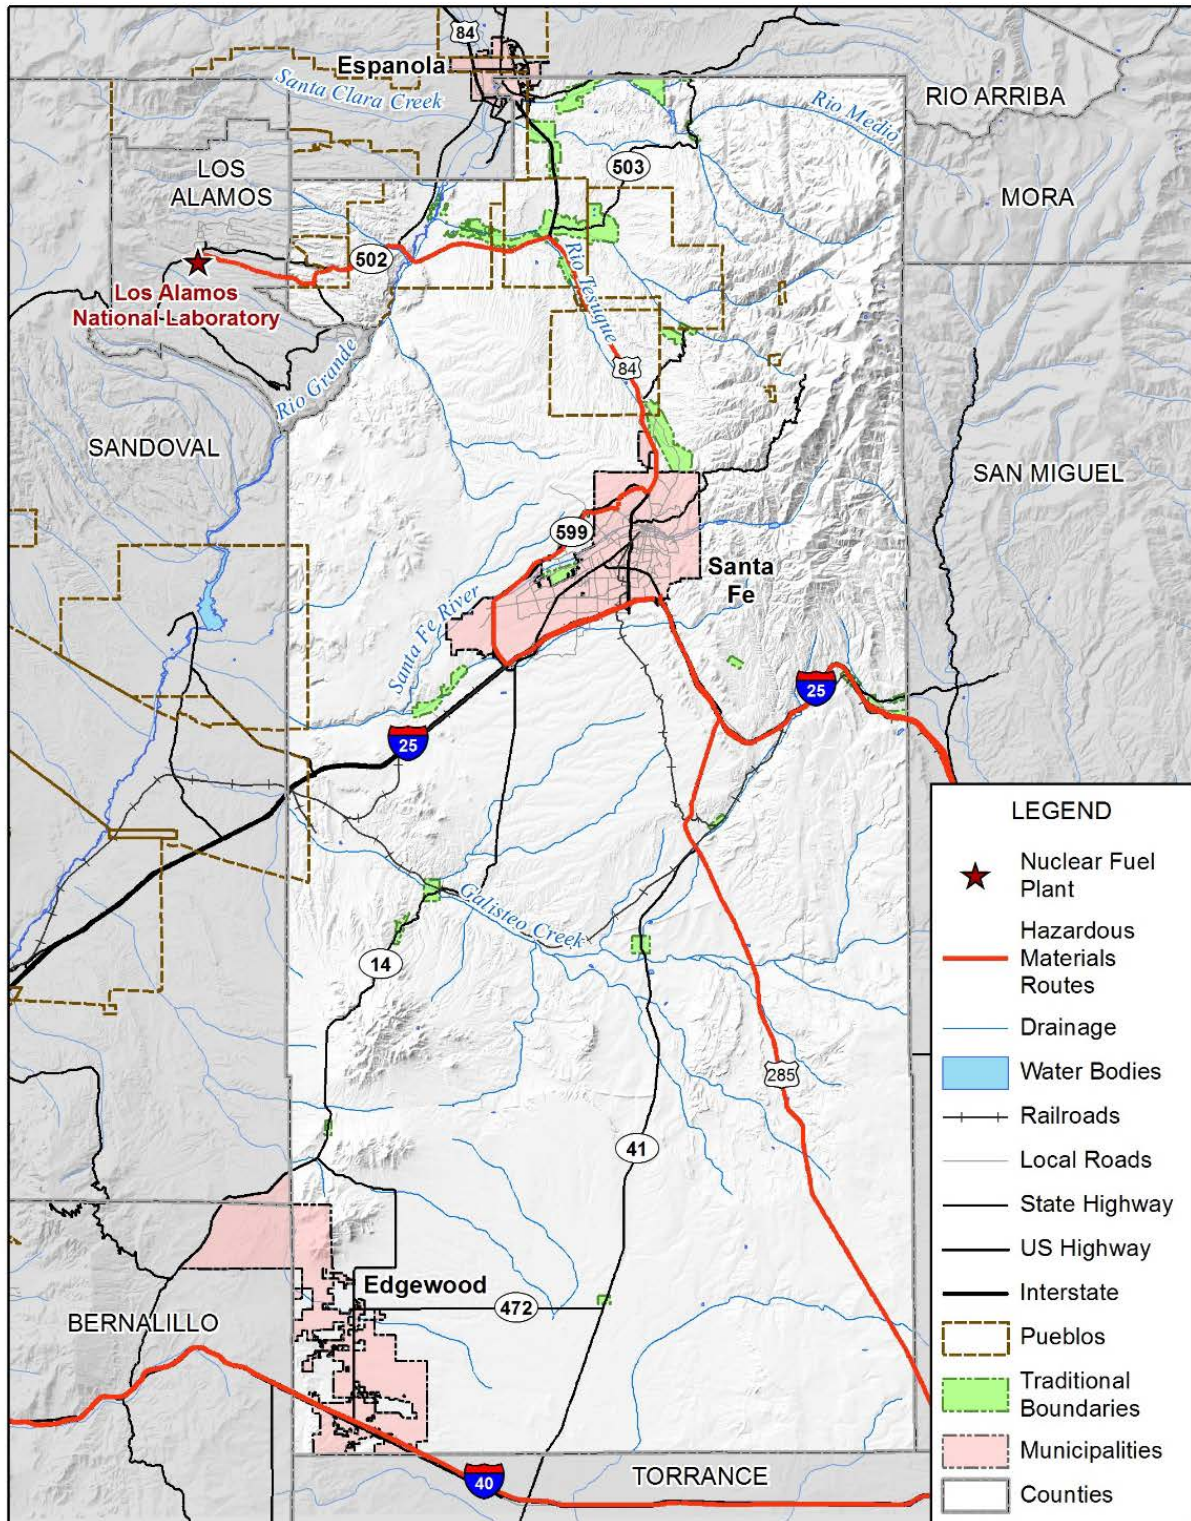 84
Espanola
Santa Clara Creek
RIO ARRIBA
Rio Medio
LOS
ALAMOS
503
MORA
502
Los Alamos
National Laboratory
Rio Tesuque
Rio Grande
84
SANDOVAL
SAN MIGUEL
599
Santa
Fe
Santa Fe River
25
25
Galisteo Creek
14
285
41
Edgewood
472
BERNALILLO
40
TORRANCE
LEGEND
Nuclear Fuel
Plant
Hazardous
Materials
Routes
Drainage
Water Bodies
Railroads
Local Roads
State Highway
US Highway
Interstate
Pueblos
Traditional
Boundaries
Municipalities
Counties